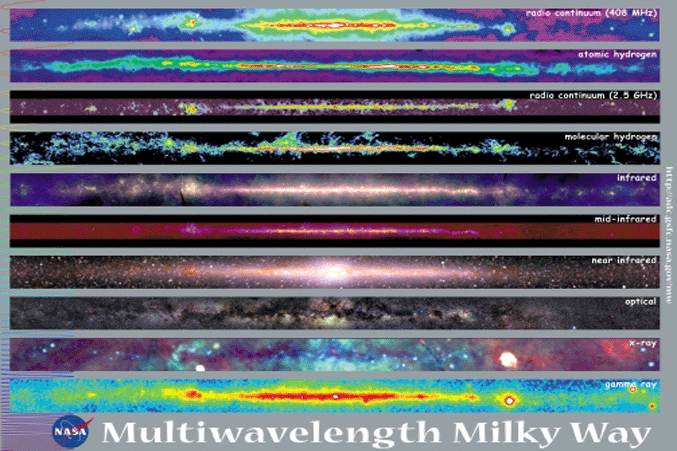 radio continuum (408 MHz)
atomic hydrogen
radio continuum (2.5 GHz)
molecular hydrogen
infrared
mid-infrared
near infrared
optical
x-ray
gamma ray
http://adc.gsfc.nasa.gov/mw
NASA
Multiwavelength Milky Way